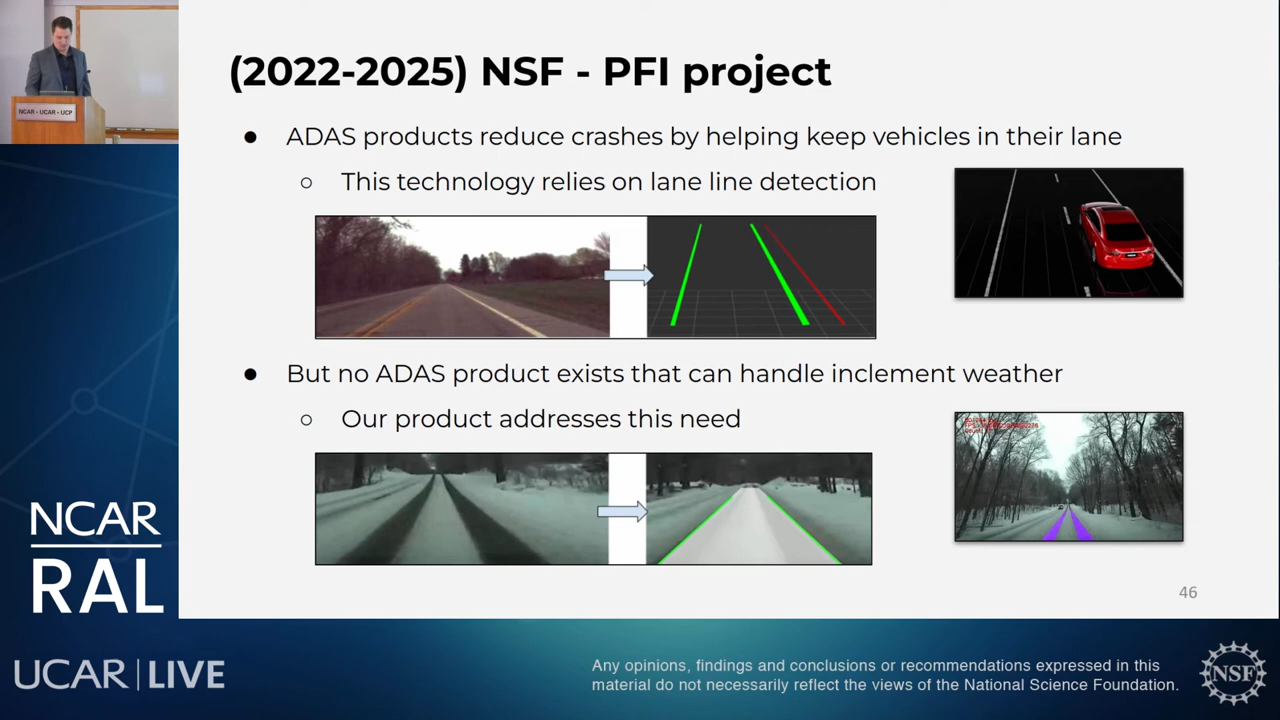 NCAR - UCAR - UCP
(2022-2025) NSF - PFI project
● ADAS products reduce crashes by helping keep vehicles in their lane
○ This technology relies on lane line detection
● But no ADAS product exists that can handle inclement weather
○ Our product addresses this need
46
NCAR
RAL
UCAR | LIVE
Any opinions, findings and conclusions or recommendations expressed in this
material do not necessarily reflect the views of the National Science Foundation.
NSF